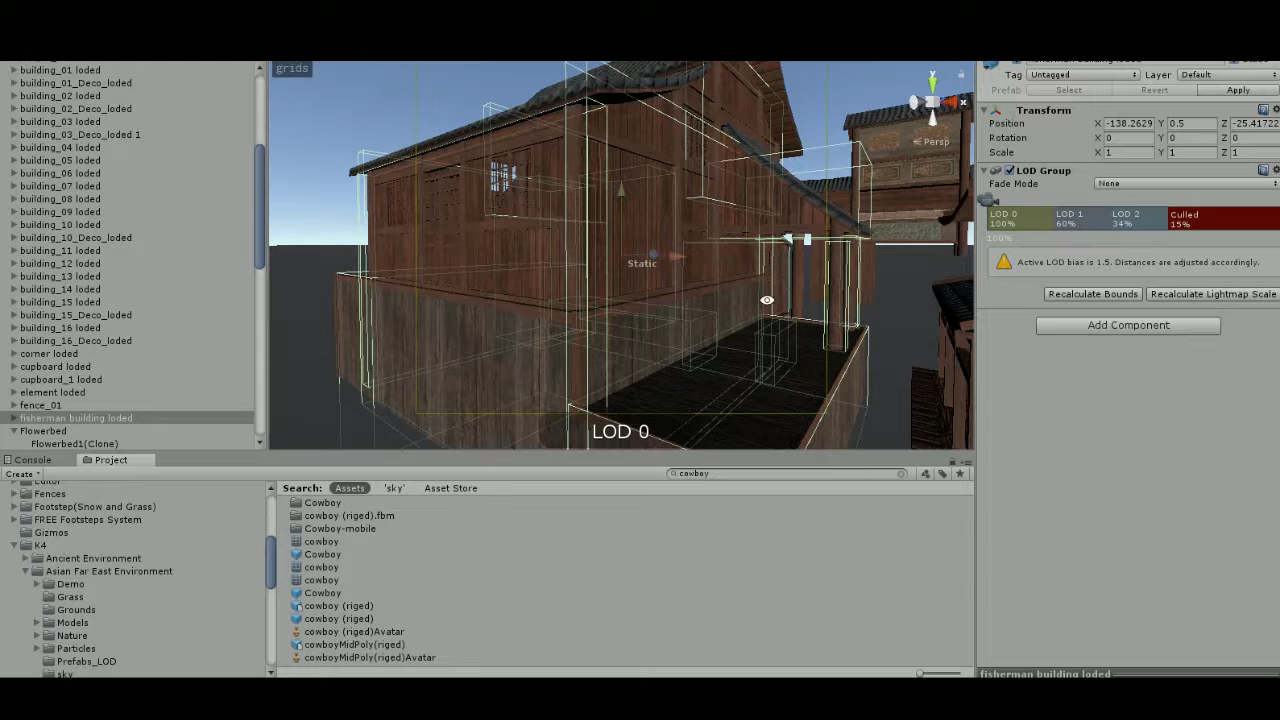 building_01 loded
building_01_Deco_loded
building_02 loded
building_02_Deco_loded
building_03 loded
building_03_Deco_loded 1
building_04 loded
building_05 loded
building_06 loded
building_07 loded
building_08 loded
building_09 loded
building_10 loded
building_10_Deco_loded
building_11 loded
building_12 loded
building_13 loded
building_14 loded
building_15 loded
building_15_Deco_loded
building_16 loded
building_16_Deco_loded
corner loded
cupboard loded
cupboard_1 loded
element loded
fence_01
fisherman building loded
Flowerbed
Flowerbed1(Clone)
grids
y
x
Persp
Static
LOD 0
Tag Untagged Layer Default
Prefab Select Revert Apply
Transform
Position X -138.2629 Y 0.5 Z -25.41722
Rotation X 0 Y 0 Z 0
Scale X 1 Y 1 Z 1
LOD Group
Fade Mode None
LOD 0 LOD 1 LOD 2 Culled
100% 60% 34% 15%
100%
Active LOD bias is 1.5. Distances are adjusted accordingly.
Recalculate Bounds Recalculate Lightmap Scale
Add Component
Console Project
Create cowboy
Editor
Fences
Footstep(Snow and Grass)
FREE Footsteps System
Gizmos
K4
Ancient Environment
Asian Far East Environment
Demo
Grass
Grounds
Models
Nature
Particles
Prefabs_LOD
sky
Search: Assets 'sky' Asset Store
Cowboy
cowboy (riged).fbm
Cowboy-mobile
cowboy
Cowboy
cowboy
cowboy
Cowboy
cowboy (riged)
cowboy (riged)
cowboy (riged)Avatar
cowboyMidPoly(riged)
cowboyMidPoly(riged)Avatar
fisherman building loded